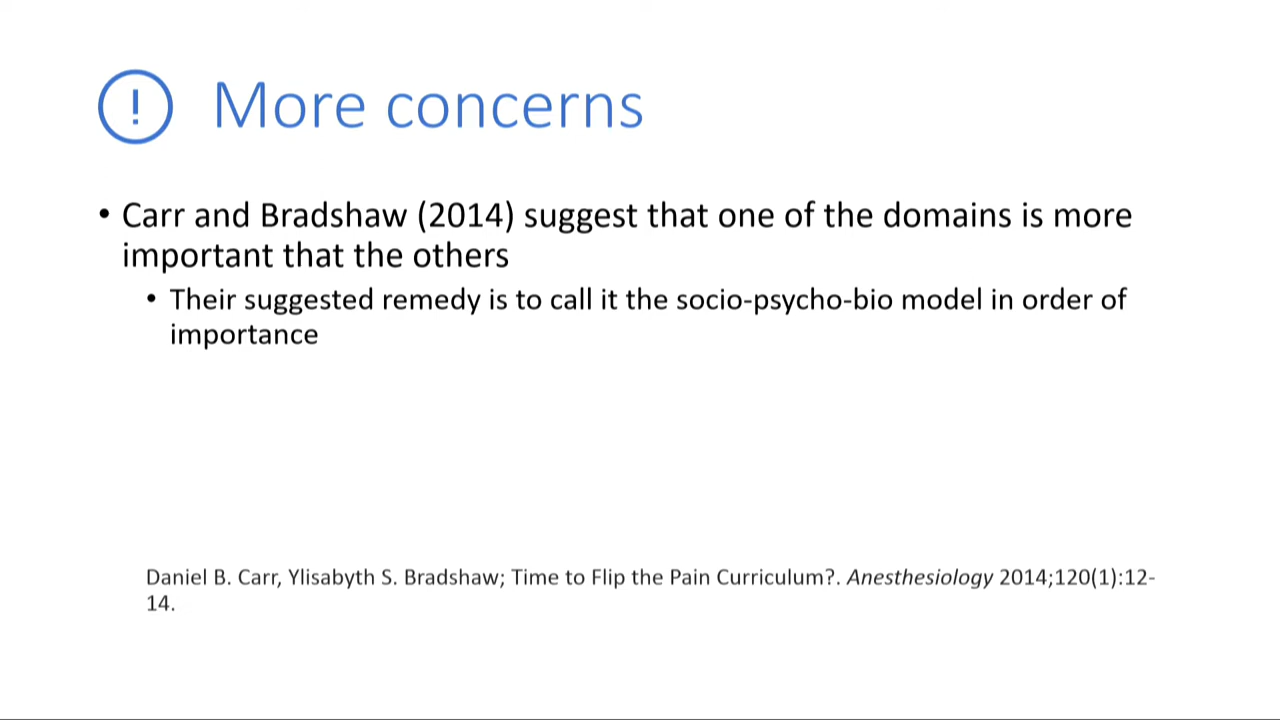 ! More concerns
• Carr and Bradshaw (2014) suggest that one of the domains is more
important that the others
• Their suggested remedy is to call it the socio-psycho-bio model in order of
importance
Daniel B. Carr, Ylisabyth S. Bradshaw; Time to Flip the Pain Curriculum?. Anesthesiology 2014;120(1):12-
14.